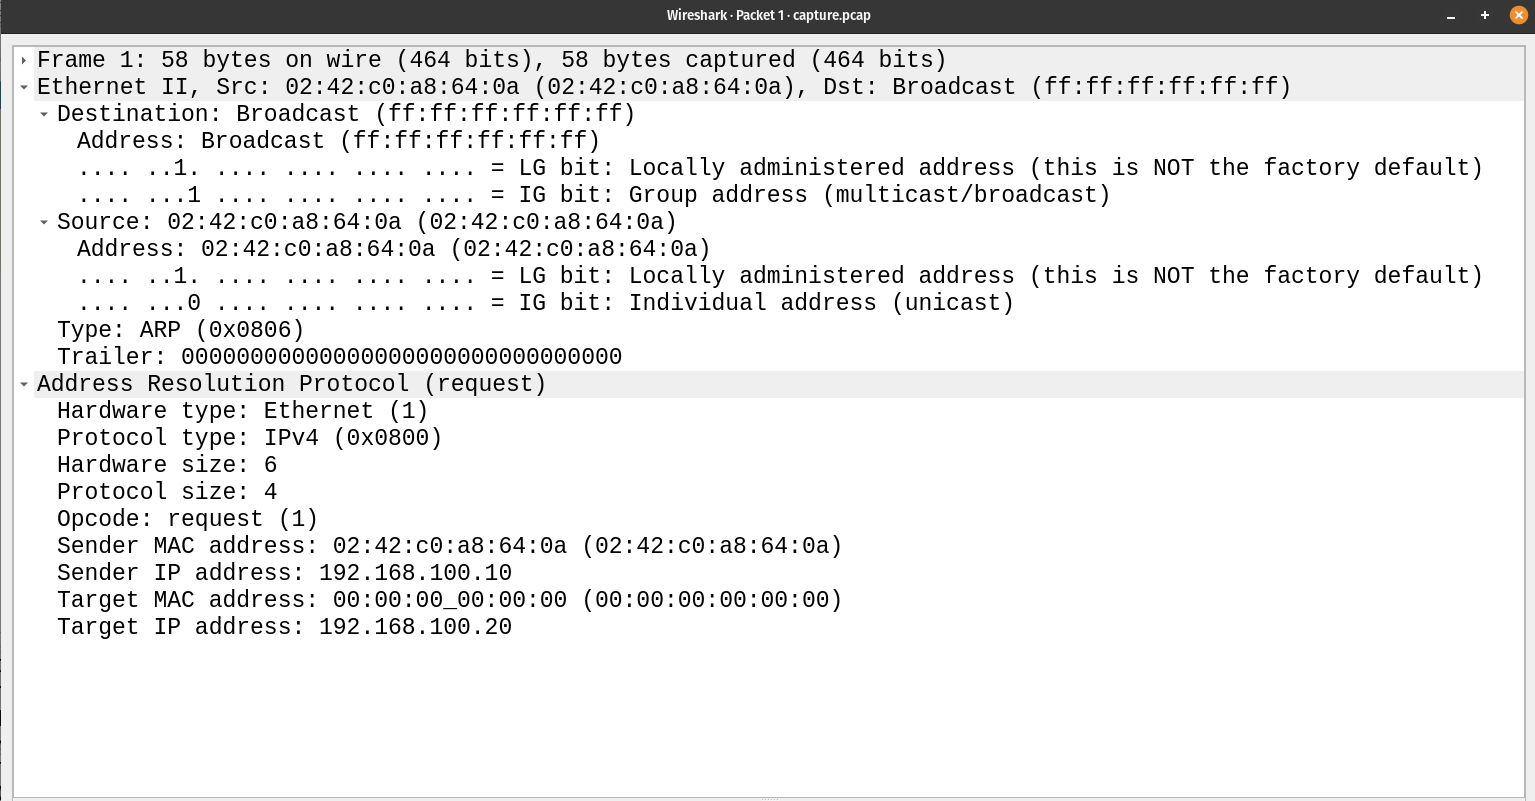 Wireshark · Packet 1 · capture.pcap
Frame 1: 58 bytes on wire (464 bits), 58 bytes captured (464 bits)
Ethernet II, Src: 02:42:c0:a8:64:0a (02:42:c0:a8:64:0a), Dst: Broadcast (ff:ff:ff:ff:ff:ff)
Destination: Broadcast (ff:ff:ff:ff:ff:ff)
Address: Broadcast (ff:ff:ff:ff:ff:ff)
.... ..1. .... .... .... .... = LG bit: Locally administered address (this is NOT the factory default)
.... ...1 .... .... .... .... = IG bit: Group address (multicast/broadcast)
Source: 02:42:c0:a8:64:0a (02:42:c0:a8:64:0a)
Address: 02:42:c0:a8:64:0a (02:42:c0:a8:64:0a)
.... ..1. .... .... .... .... = LG bit: Locally administered address (this is NOT the factory default)
.... ...0 .... .... .... .... = IG bit: Individual address (unicast)
Type: ARP (0x0806)
Trailer: 00000000000000000000000000000000
Address Resolution Protocol (request)
Hardware type: Ethernet (1)
Protocol type: IPv4 (0x0800)
Hardware size: 6
Protocol size: 4
Opcode: request (1)
Sender MAC address: 02:42:c0:a8:64:0a (02:42:c0:a8:64:0a)
Sender IP address: 192.168.100.10
Target MAC address: 00:00:00_00:00:00 (00:00:00:00:00:00)
Target IP address: 192.168.100.20